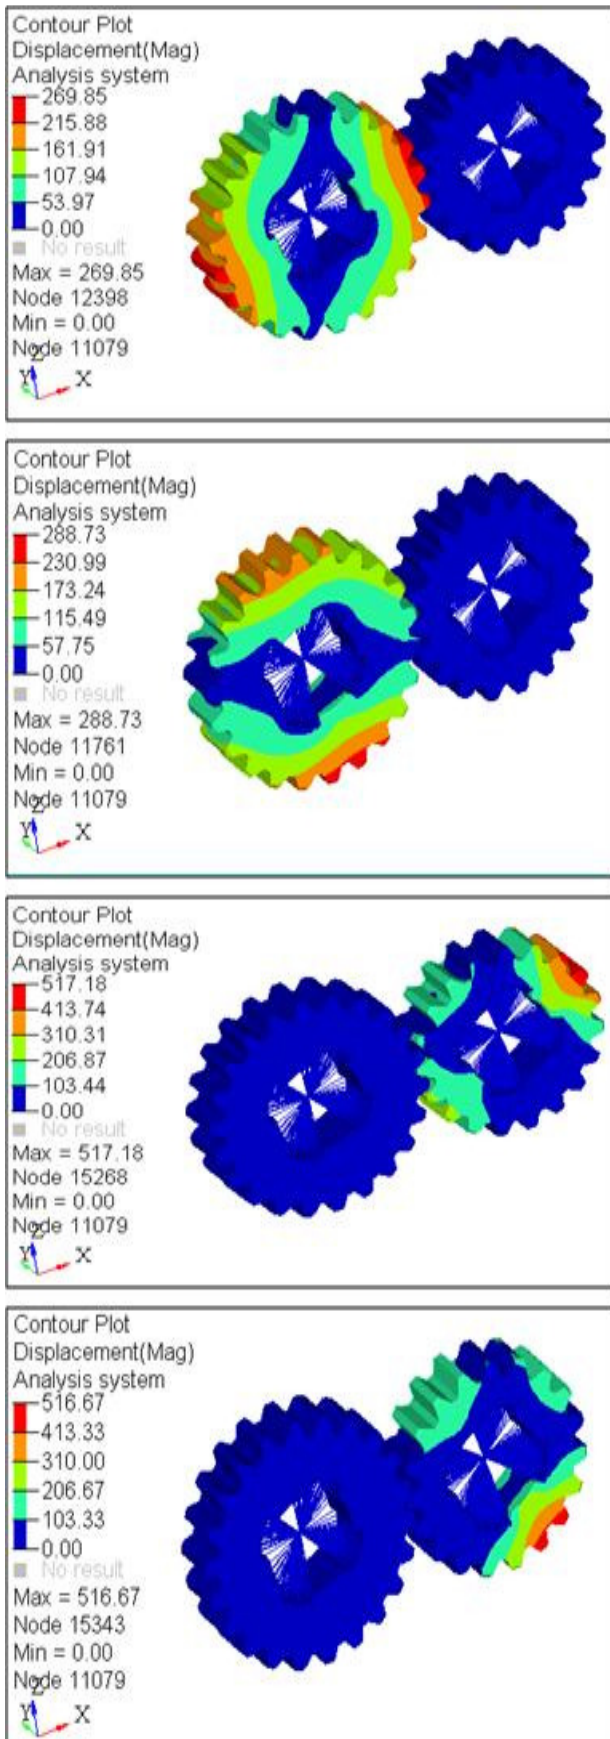 Contour Plot
Displacement(Mag)
Analysis system
269.85
215.88
161.91
107.94
53.97
0.00
No result
Max = 269.85
Node 12398
Min = 0.00
Node 11079
Z
Y X
Contour Plot
Displacement(Mag)
Analysis system
288.73
230.99
173.24
115.49
57.75
0.00
No result
Max = 288.73
Node 11761
Min = 0.00
Node 11079
Z
Y X
Contour Plot
Displacement(Mag)
Analysis system
517.18
413.74
310.31
206.87
103.44
0.00
No result
Max = 517.18
Node 15268
Min = 0.00
Node 11079
Z
Y X
Contour Plot
Displacement(Mag)
Analysis system
516.67
413.33
310.00
206.67
103.33
0.00
No result
Max = 516.67
Node 15343
Min = 0.00
Node 11079
Z
Y X